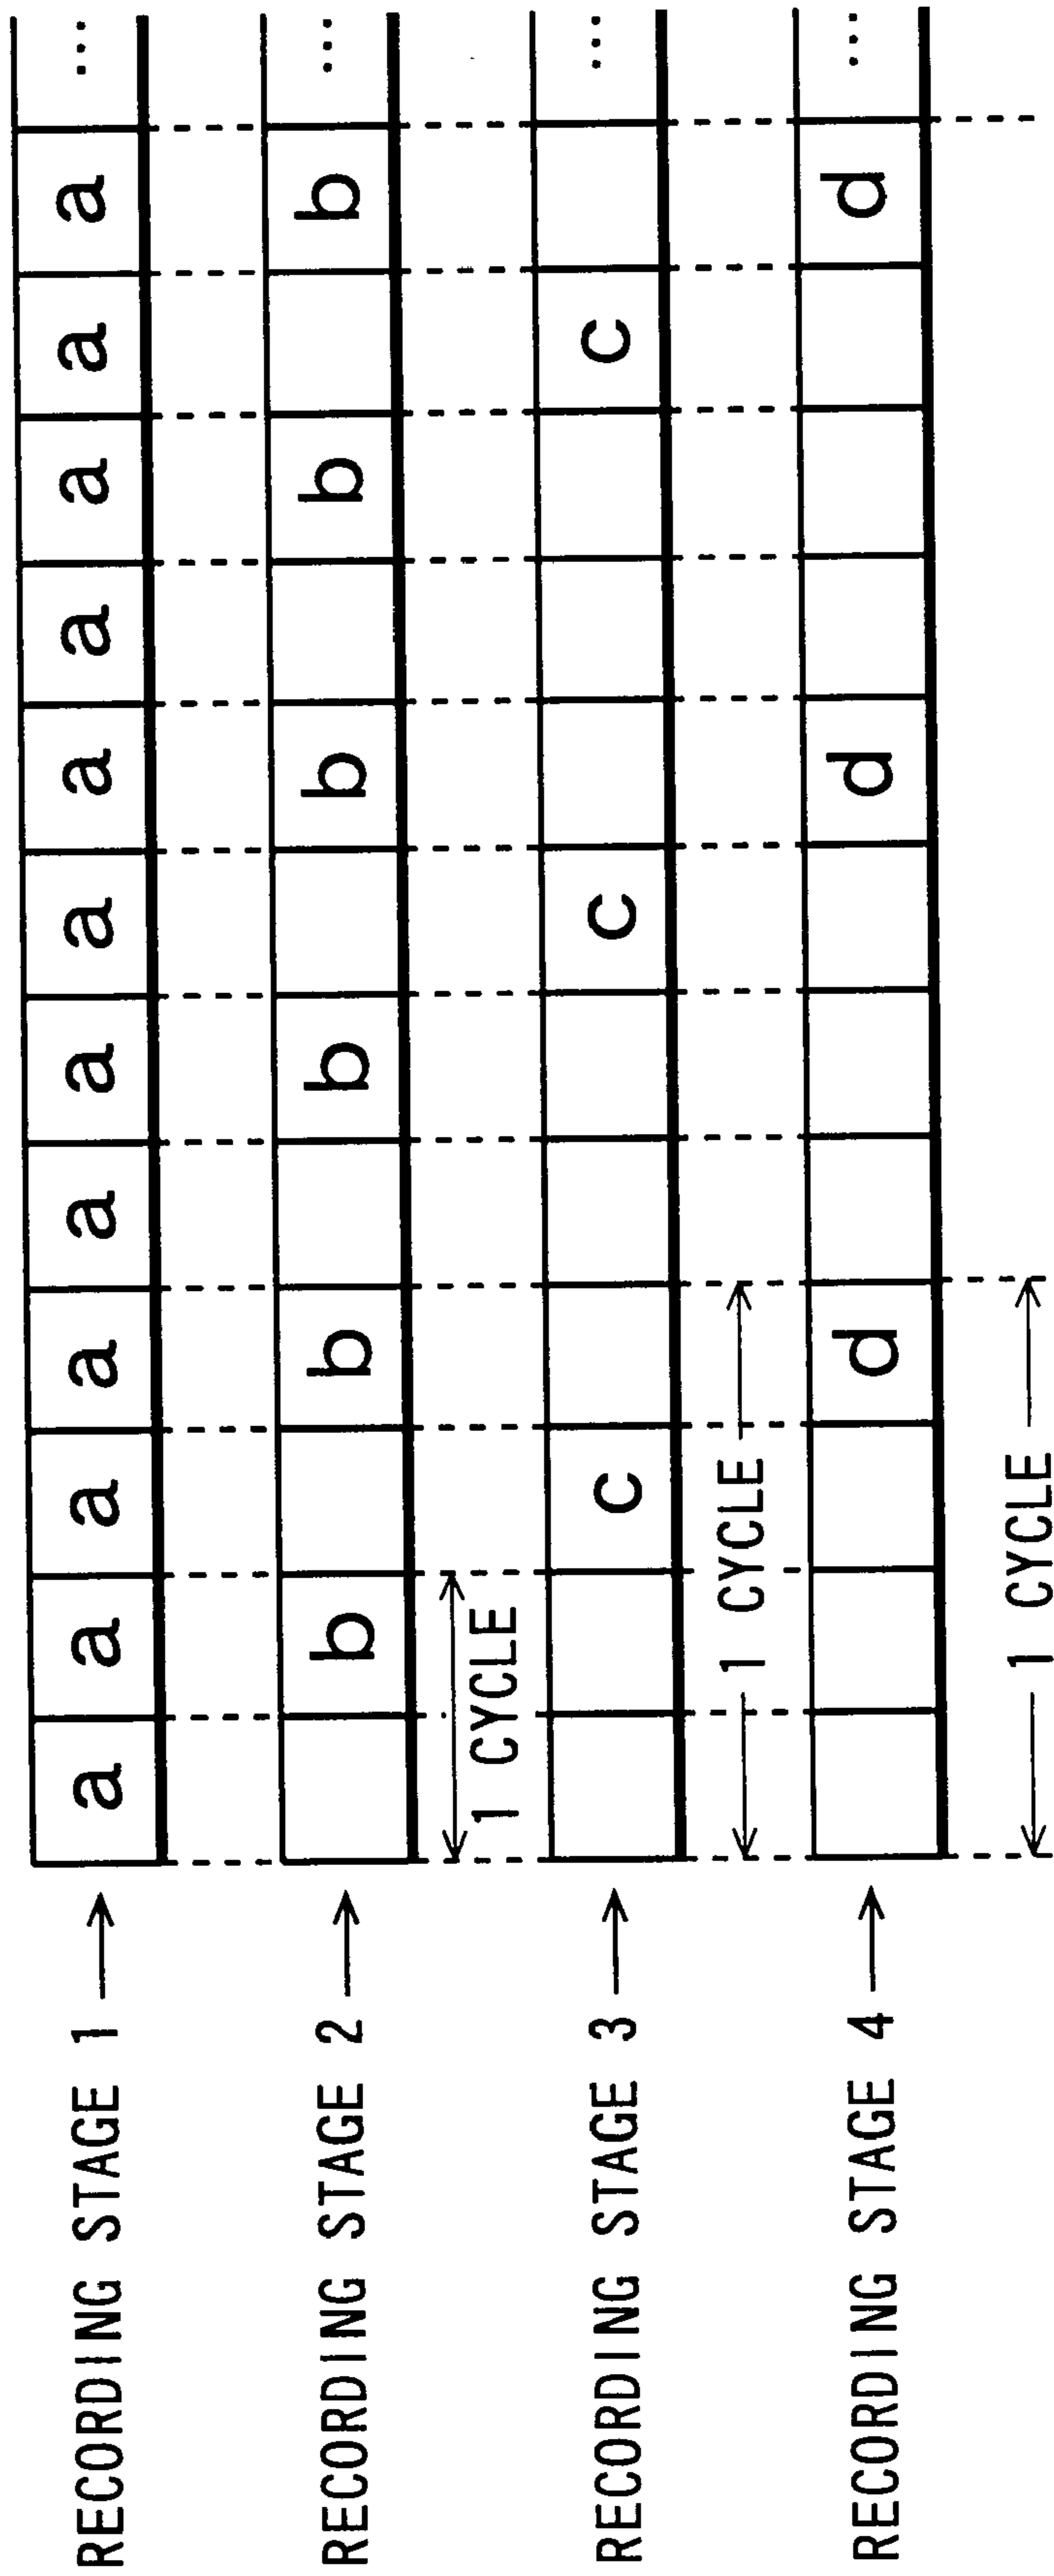 RECORDING STAGE 1 → a a a a a a a a a a a a ...
RECORDING STAGE 2 → b b b b b b ...
1 CYCLE
RECORDING STAGE 3 → c c c ...
1 CYCLE
RECORDING STAGE 4 → d d d ...
1 CYCLE